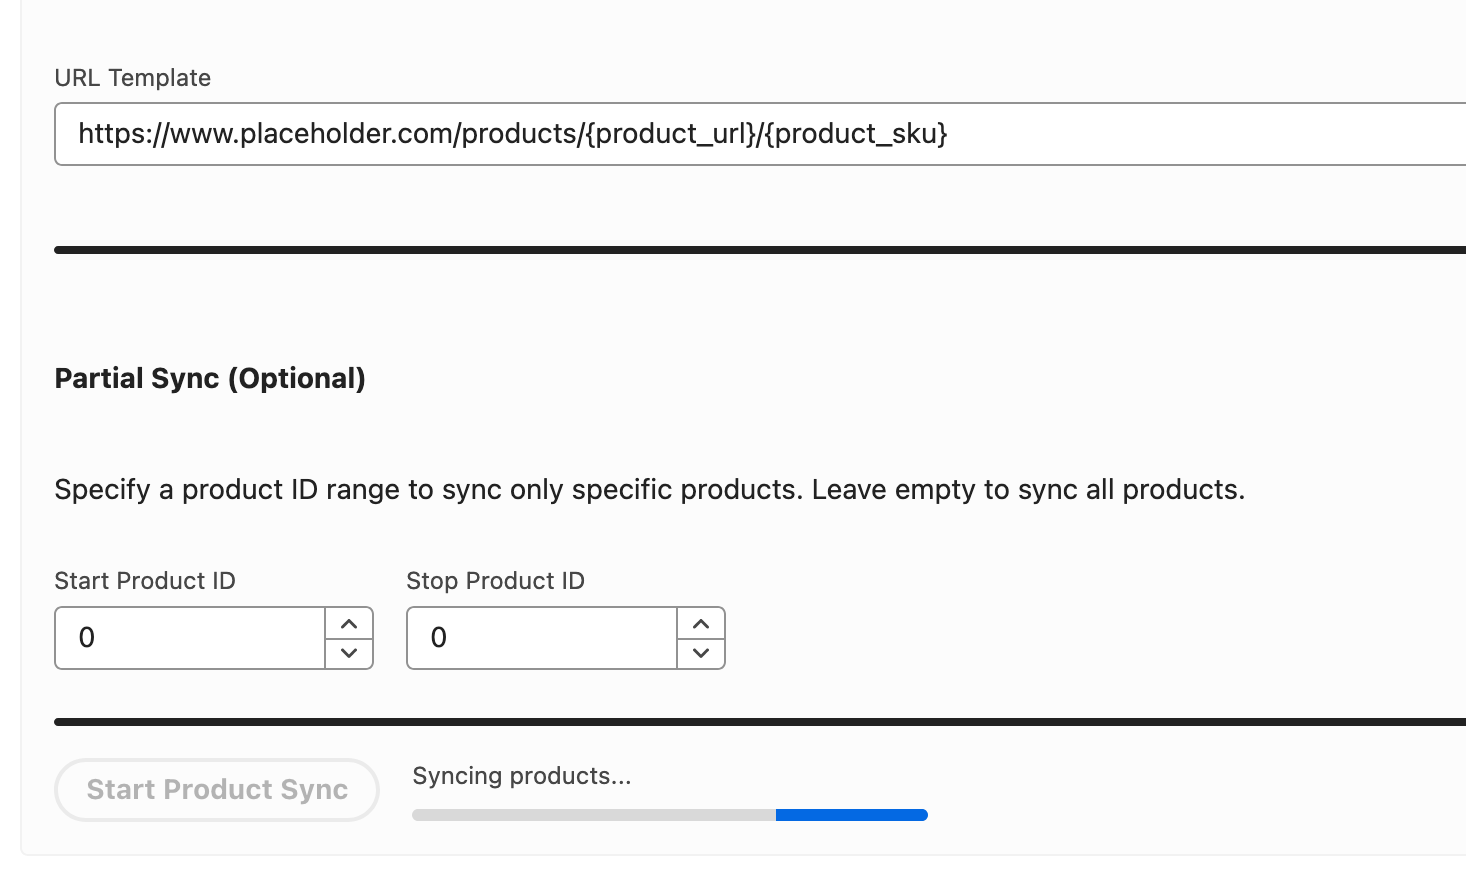 URL Template
https://www.placeholder.com/products/{product_url}/{product_sku}
Partial Sync (Optional)
Specify a product ID range to sync only specific products. Leave empty to sync all products.
Start Product ID
Stop Product ID
0
0
Start Product Sync
Syncing products...